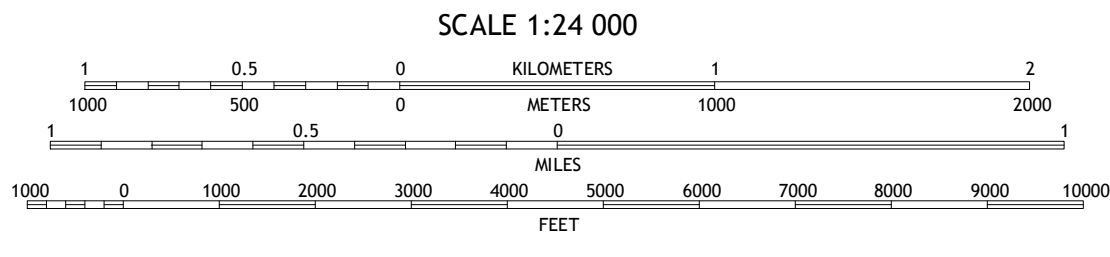 SCALE 1:24 000
1 0.5 0 KILOMETERS 1 2
1000 500 0 METERS 1000 2000
1 0.5 0 1
MILES
1000 0 1000 2000 3000 4000 5000 6000 7000 8000 9000 10000
FEET